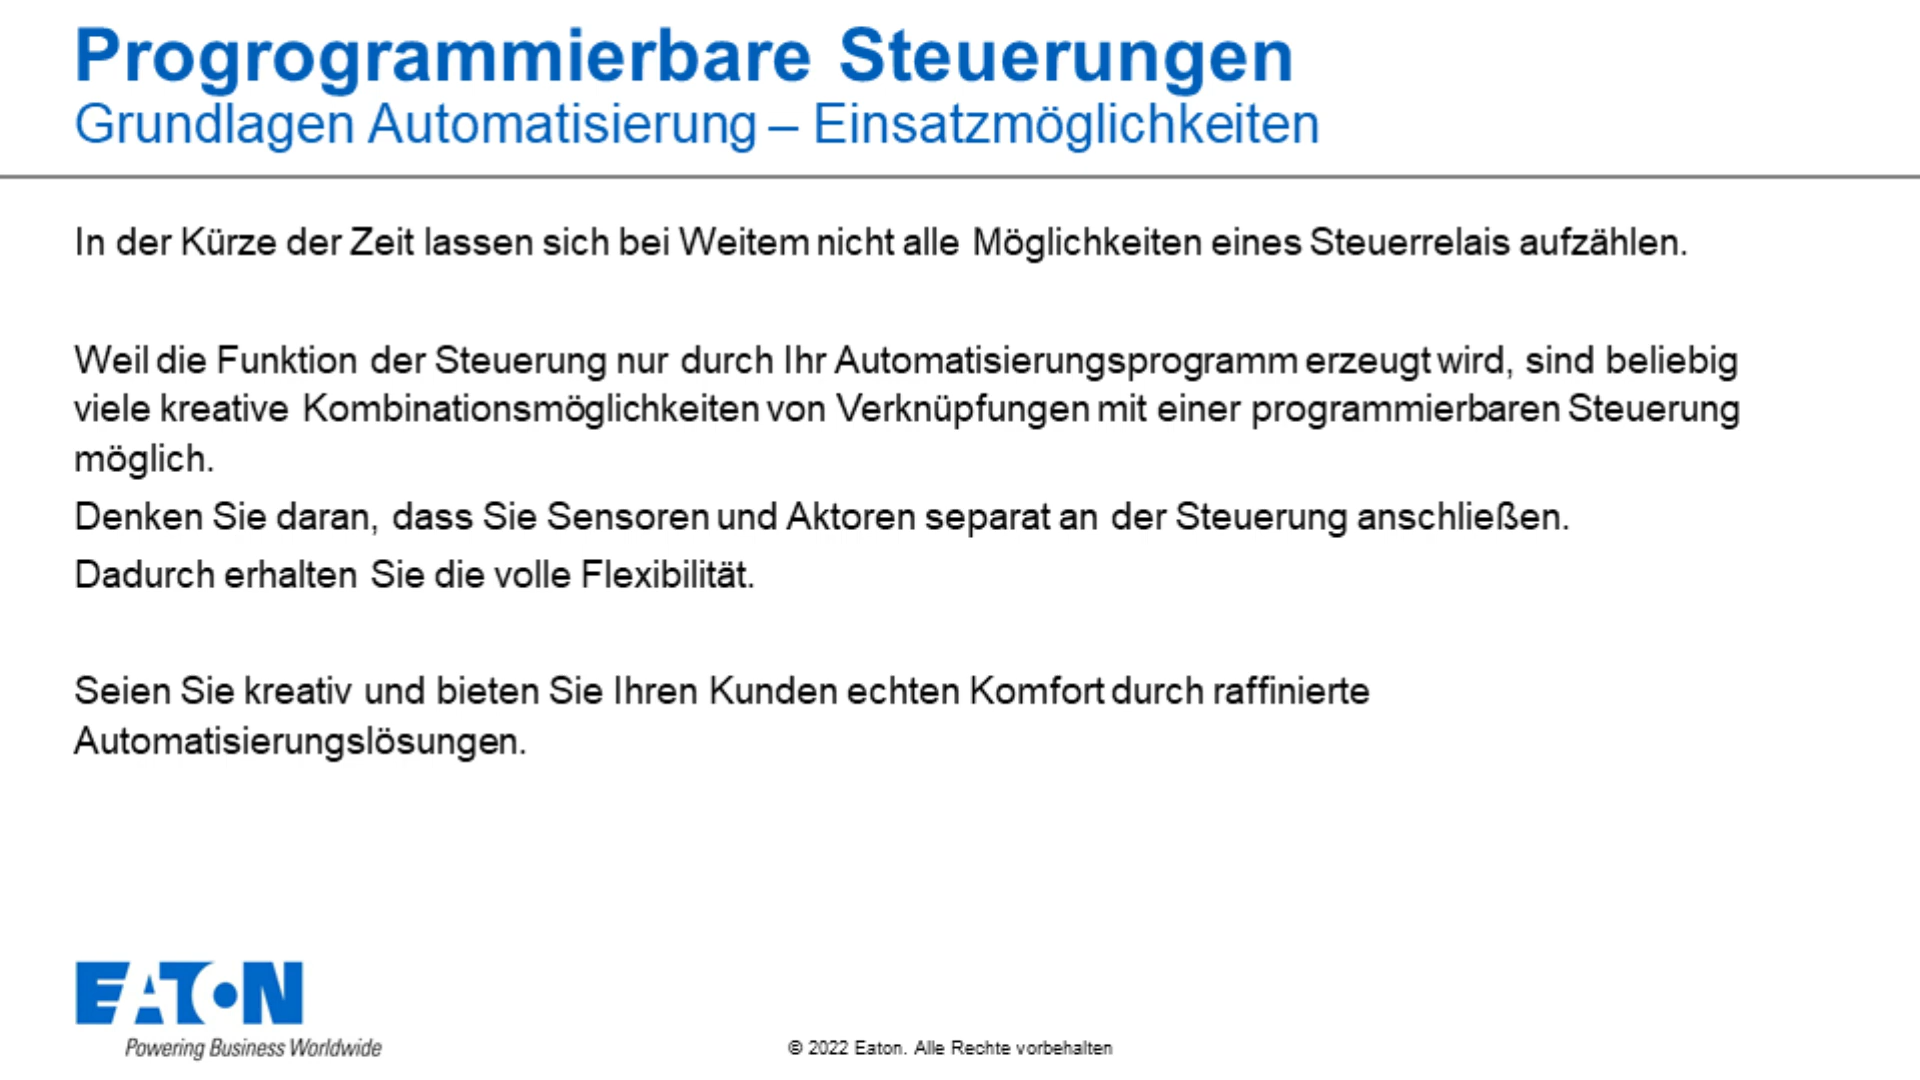 Progrogrammierbare Steuerungen
Grundlagen Automatisierung – Einsatzmöglichkeiten
In der Kürze der Zeit lassen sich bei Weitem nicht alle Möglichkeiten eines Steuerrelais aufzählen.
Weil die Funktion der Steuerung nur durch Ihr Automatisierungsprogramm erzeugt wird, sind beliebig
viele kreative Kombinationsmöglichkeiten von Verknüpfungen mit einer programmierbaren Steuerung
möglich.
Denken Sie daran, dass Sie Sensoren und Aktoren separat an der Steuerung anschließen.
Dadurch erhalten Sie die volle Flexibilität.
Seien Sie kreativ und bieten Sie Ihren Kunden echten Komfort durch raffinierte
Automatisierungslösungen.
EATON
Powering Business Worldwide
© 2022 Eaton. Alle Rechte vorbehalten